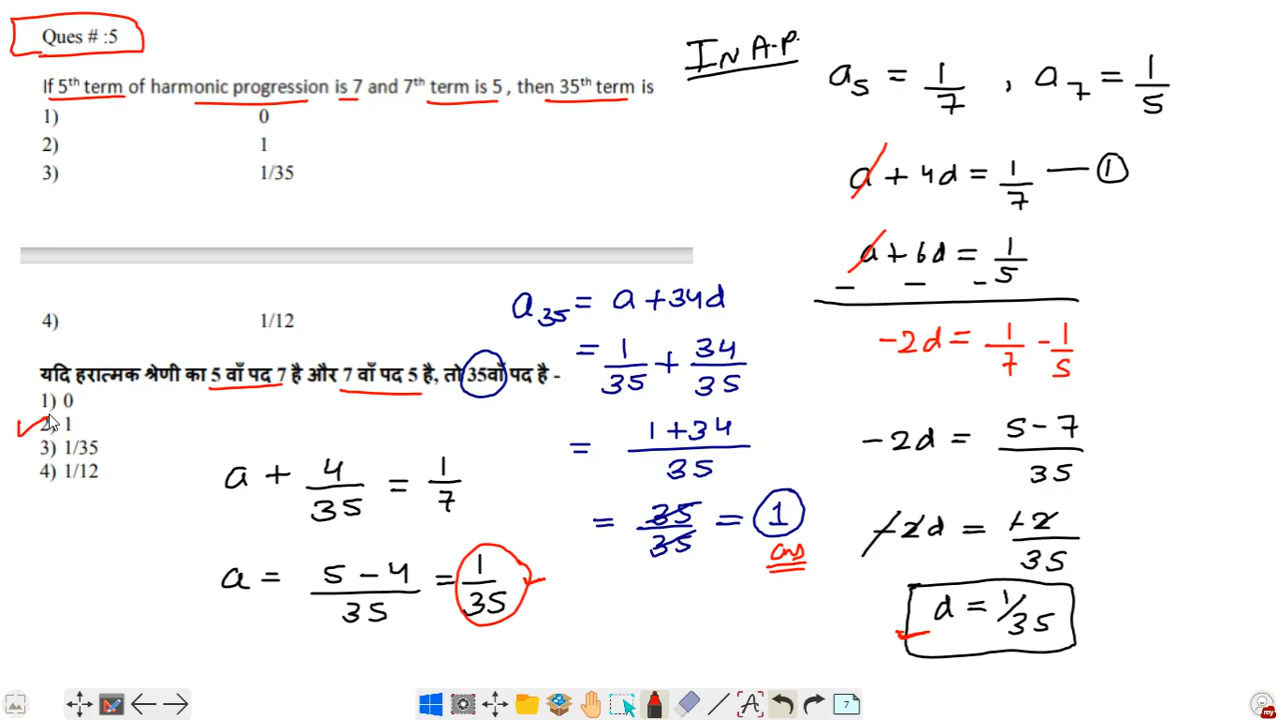 Ques # :5
If 5th term of harmonic progression is 7 and 7th term is 5 , then 35th term is
1) 0
2) 1
3) 1/35
4) 1/12
यदि हरात्मक श्रेणी का 5 वाँ पद 7 है और 7 वाँ पद 5 है, तो 35वाँ पद है -
1) 0
2) 1
3) 1/35
4) 1/12
a + 4/35 = 1/7
a = 5 - 4/35 = 1/35
a35 = a + 34d
= 1/35 + 34/35
= 1 + 34/35
= 35/35 = 1
ans
In A.P.
a5 = 1/7 , a7 = 1/5
a + 4d = 1/7 — ①
a + 6d = 1/5
- - -
-2d = 1/7 - 1/5
-2d = 5 - 7/35
-2d = -2/35
d = 1/35
7
my